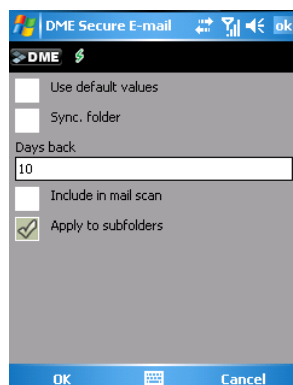 DME Secure E-mail ok
DME
Use default values
Sync. folder
Days back
10
Include in mail scan
Apply to subfolders
OK Cancel